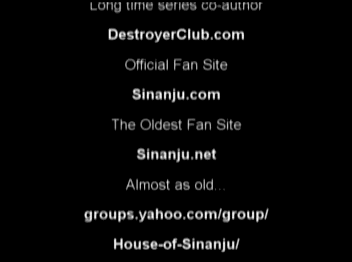 Long time series co-author
DestroyerClub.com
Official Fan Site
Sinanju.com
The Oldest Fan Site
Sinanju.net
Almost as old...
groups.yahoo.com/group/
House-of-Sinanju/